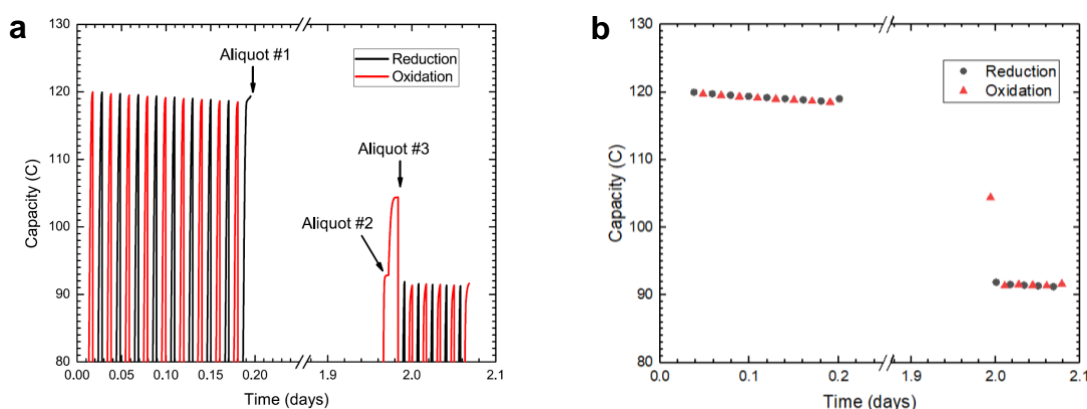 a
130
120
110
100
90
80
Capacity (C)
0.00
0.05
0.10
0.15
0.20
1.9
2.0
2.1
Time (days)
Aliquot #1
Reduction
Oxidation
Aliquot #3
Aliquot #2
b
130
120
110
100
90
80
Capacity (C)
0.0
0.1
0.2
1.9
2.0
2.1
Time (days)
Reduction
Oxidation